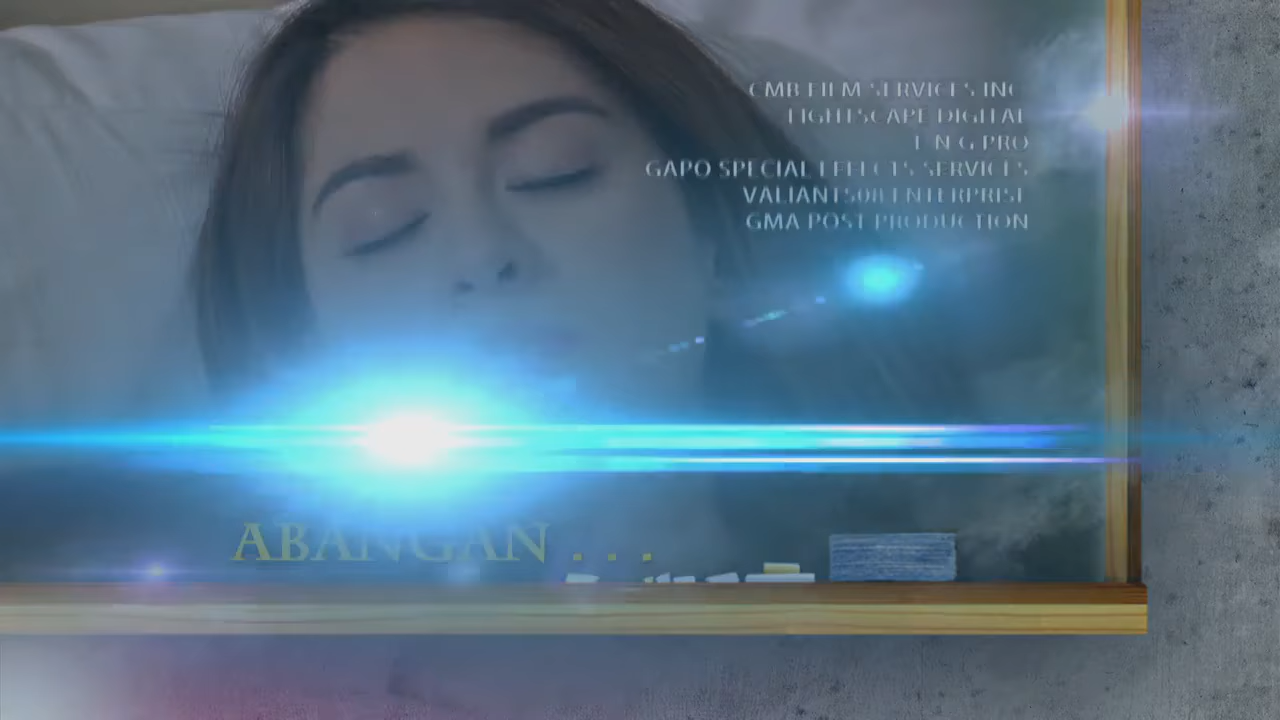 CMB FILM SERVICES INC
LIGHTSCAPE DIGITAL
E N G PRO
GAPO SPECIAL EFFECTS SERVICES
VALIANT508 ENTERPRISE
GMA POST PRODUCTION
ABANGAN . . .